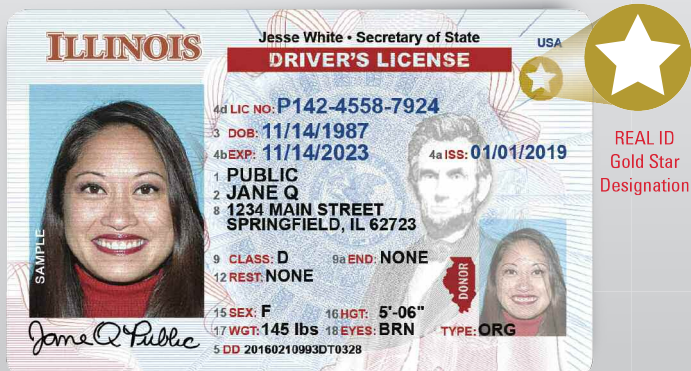 ILLINOIS
Jesse White • Secretary of State
USA
DRIVER'S LICENSE
4d LIC NO: P142-4558-7924
3 DOB: 11/14/1987
4b EXP: 11/14/2023
4a ISS: 01/01/2019
1 PUBLIC
2 JANE Q
8 1234 MAIN STREET
SPRINGFIELD, IL 62723
9 CLASS: D
9a END: NONE
12 REST: NONE
15 SEX: F
16 HGT: 5'-06"
17 WGT: 145 lbs
18 EYES: BRN
TYPE: ORG
5 DD 20160210993DT0328
SAMPLE
Jane Q Public
DONOR
REAL ID
Gold Star
Designation